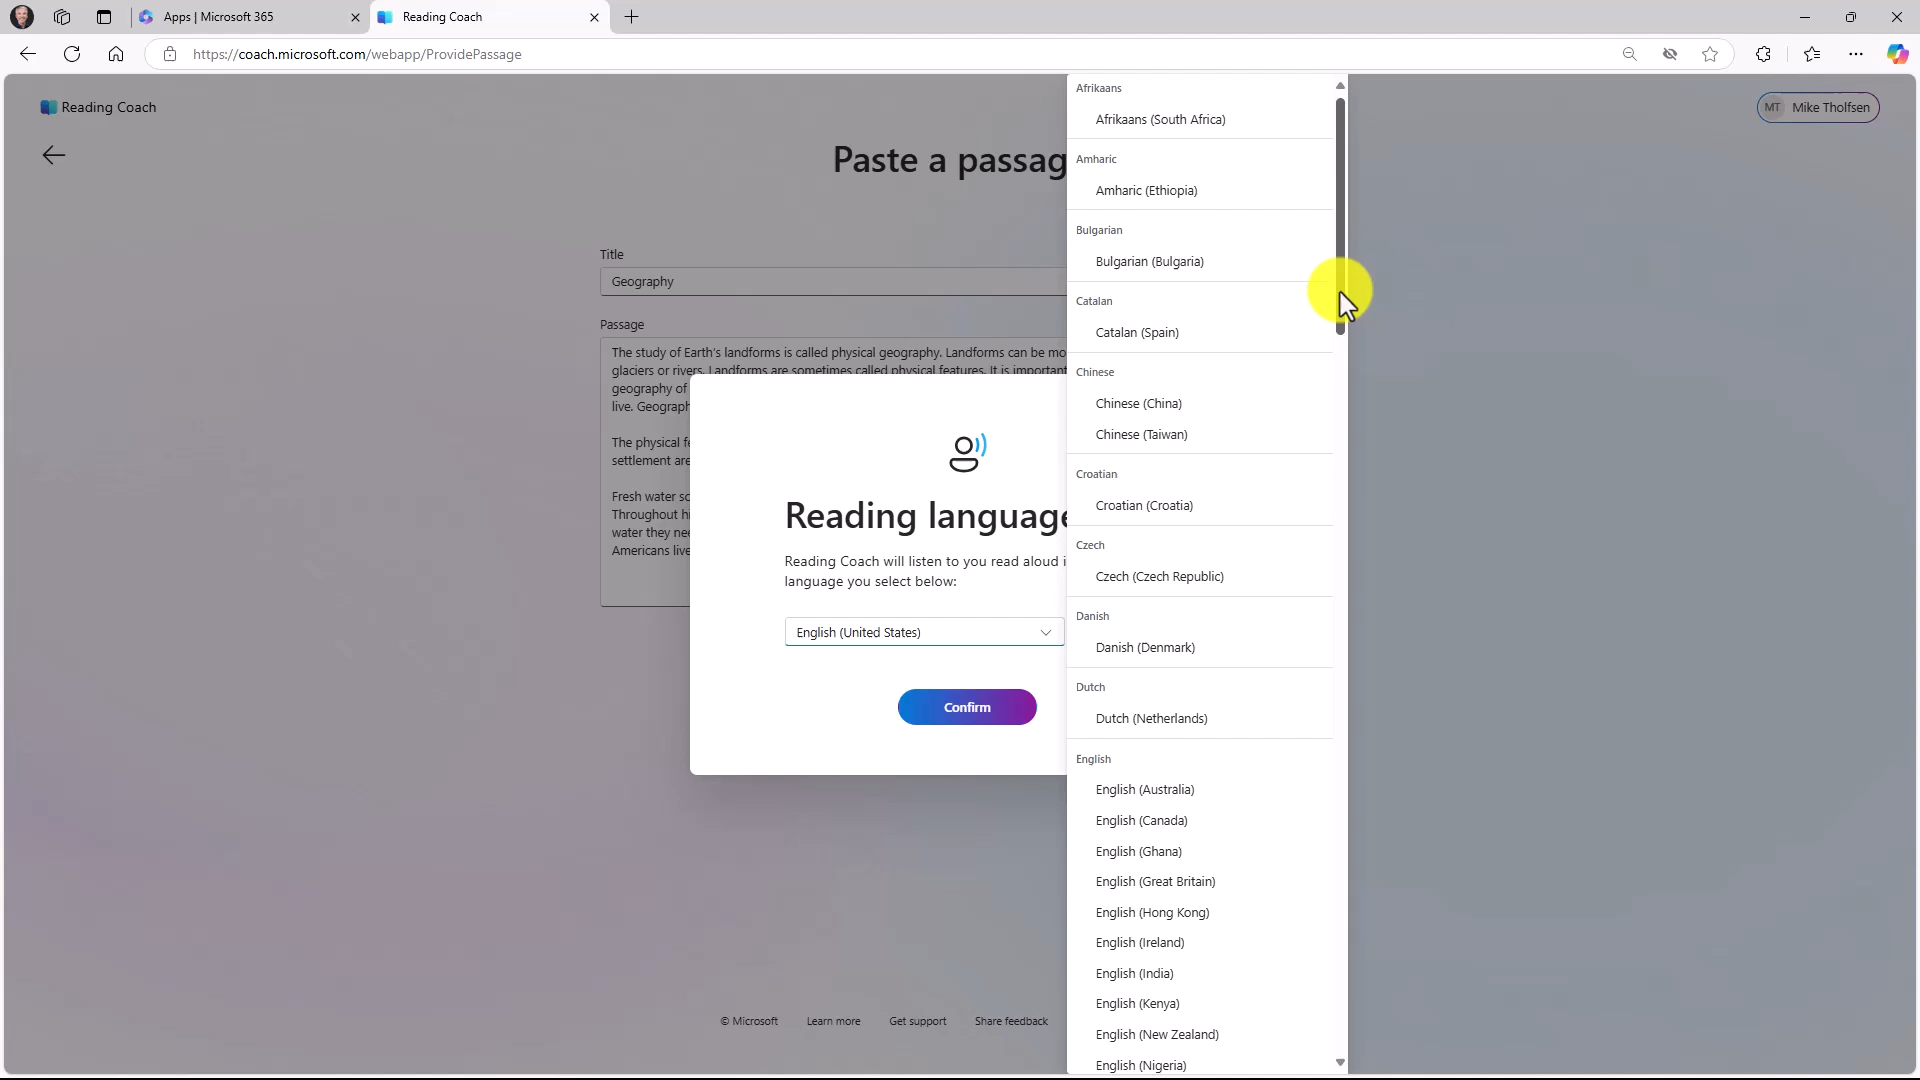 Apps | Microsoft 365
Reading Coach
https://coach.microsoft.com/webapp/ProvidePassage
Reading Coach
MT Mike Tholfsen
Paste a passag
Title
Geography
Passage
The study of Earth's landforms is called physical geography. Landforms can be mo
glaciers or rivers. Landforms are sometimes called physical features. It is important
geography of
live. Geograph
The physical fe
settlement are
Fresh water so
Throughout hi
water they nee
Americans live
Reading language
Reading Coach will listen to you read aloud i
language you select below:
English (United States)
Confirm
Afrikaans
Afrikaans (South Africa)
Amharic
Amharic (Ethiopia)
Bulgarian
Bulgarian (Bulgaria)
Catalan
Catalan (Spain)
Chinese
Chinese (China)
Chinese (Taiwan)
Croatian
Croatian (Croatia)
Czech
Czech (Czech Republic)
Danish
Danish (Denmark)
Dutch
Dutch (Netherlands)
English
English (Australia)
English (Canada)
English (Ghana)
English (Great Britain)
English (Hong Kong)
English (Ireland)
English (India)
English (Kenya)
English (New Zealand)
English (Nigeria)
© Microsoft Learn more Get support Share feedback